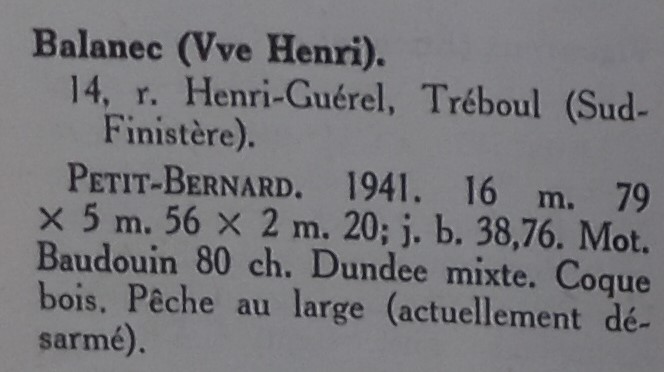 Balanec (Vve Henri).
14, r. Henri-Guérel, Tréboul (Sud-
Finistère).
PETIT-BERNARD. 1941. 16 m. 79
× 5 m. 56 × 2 m. 20; j. b. 38,76. Mot.
Baudouin 80 ch. Dundee mixte. Coque
bois. Pêche au large (actuellement dé-
sarmé).